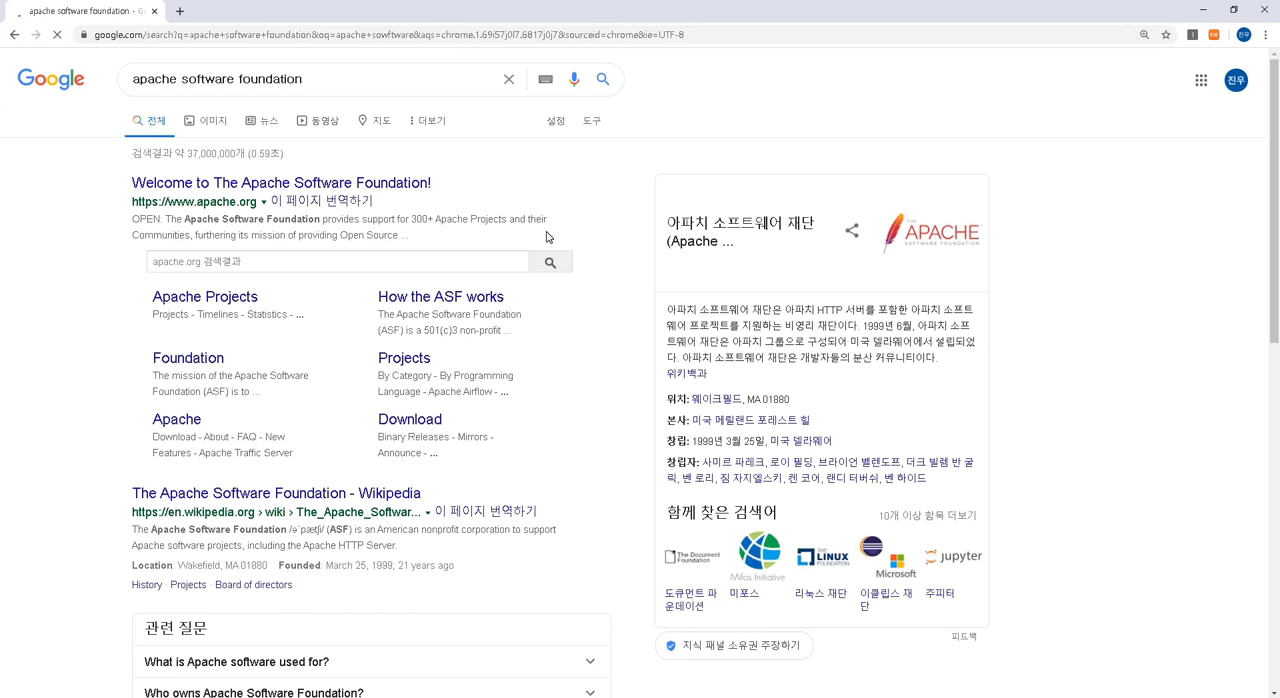 apache software foundation - G
google.com/search?q=apache+software+foundation&oq=apache+sowftware&aqs=chrome.1.69i57j0l7.6817j0j7&sourceid=chrome&ie=UTF-8
진우
Google
apache software foundation
진우
전체
이미지
뉴스
동영상
지도
더보기
설정
도구
검색결과 약 37,000,000개 (0.59초)
Welcome to The Apache Software Foundation!
https://www.apache.org ▾ 이 페이지 번역하기
OPEN: The Apache Software Foundation provides support for 300+ Apache Projects and their
Communities, furthering its mission of providing Open Source ...
apache.org 검색결과
Apache Projects
Projects - Timelines - Statistics - ...
How the ASF works
The Apache Software Foundation
(ASF) is a 501(c)3 non-profit ...
Foundation
The mission of the Apache Software
Foundation (ASF) is to ...
Projects
By Category - By Programming
Language - Apache Airflow - ...
Apache
Download - About - FAQ - New
Features - Apache Traffic Server
Download
Binary Releases - Mirrors -
Announce - ...
The Apache Software Foundation - Wikipedia
https://en.wikipedia.org › wiki › The_Apache_Softwar... ▾ 이 페이지 번역하기
The Apache Software Foundation /əˈpætʃi/ (ASF) is an American nonprofit corporation to support
Apache software projects, including the Apache HTTP Server.
Location: Wakefield, MA 01880 Founded: March 25, 1999; 21 years ago
History · Projects · Board of directors
관련 질문
What is Apache software used for?
Who owns Apache Software Foundation?
아파치 소프트웨어 재단
(Apache ...
THE
APACHE
SOFTWARE FOUNDATION
아파치 소프트웨어 재단은 아파치 HTTP 서버를 포함한 아파치 소프트
웨어 프로젝트를 지원하는 비영리 재단이다. 1999년 6월, 아파치 소프
트웨어 재단은 아파치 그룹으로 구성되어 미국 델라웨어에서 설립되었
다. 아파치 소프트웨어 재단은 개발자들의 분산 커뮤니티이다.
위키백과
위치: 웨이크필드, MA 01880
본사: 미국 메릴랜드 포레스트 힐
창립: 1999년 3월 25일, 미국 델라웨어
창립자: 사미르 파레크, 로이 필딩, 브라이언 벨렌도프, 더크 빌렘 반 굴
릭, 벤 로리, 짐 자지엘스키, 켄 코어, 랜디 터버쉬, 벤 하이드
함께 찾은 검색어
10개 이상 항목 더보기
The Document
Foundation
Mifos Initiative
THE
LINUX
FOUNDATION
Microsoft
jupyter
도큐먼트 파
운데이션
미포스
리눅스 재단
이클립스 재
단
주피터
피드백
지식 패널 소유권 주장하기